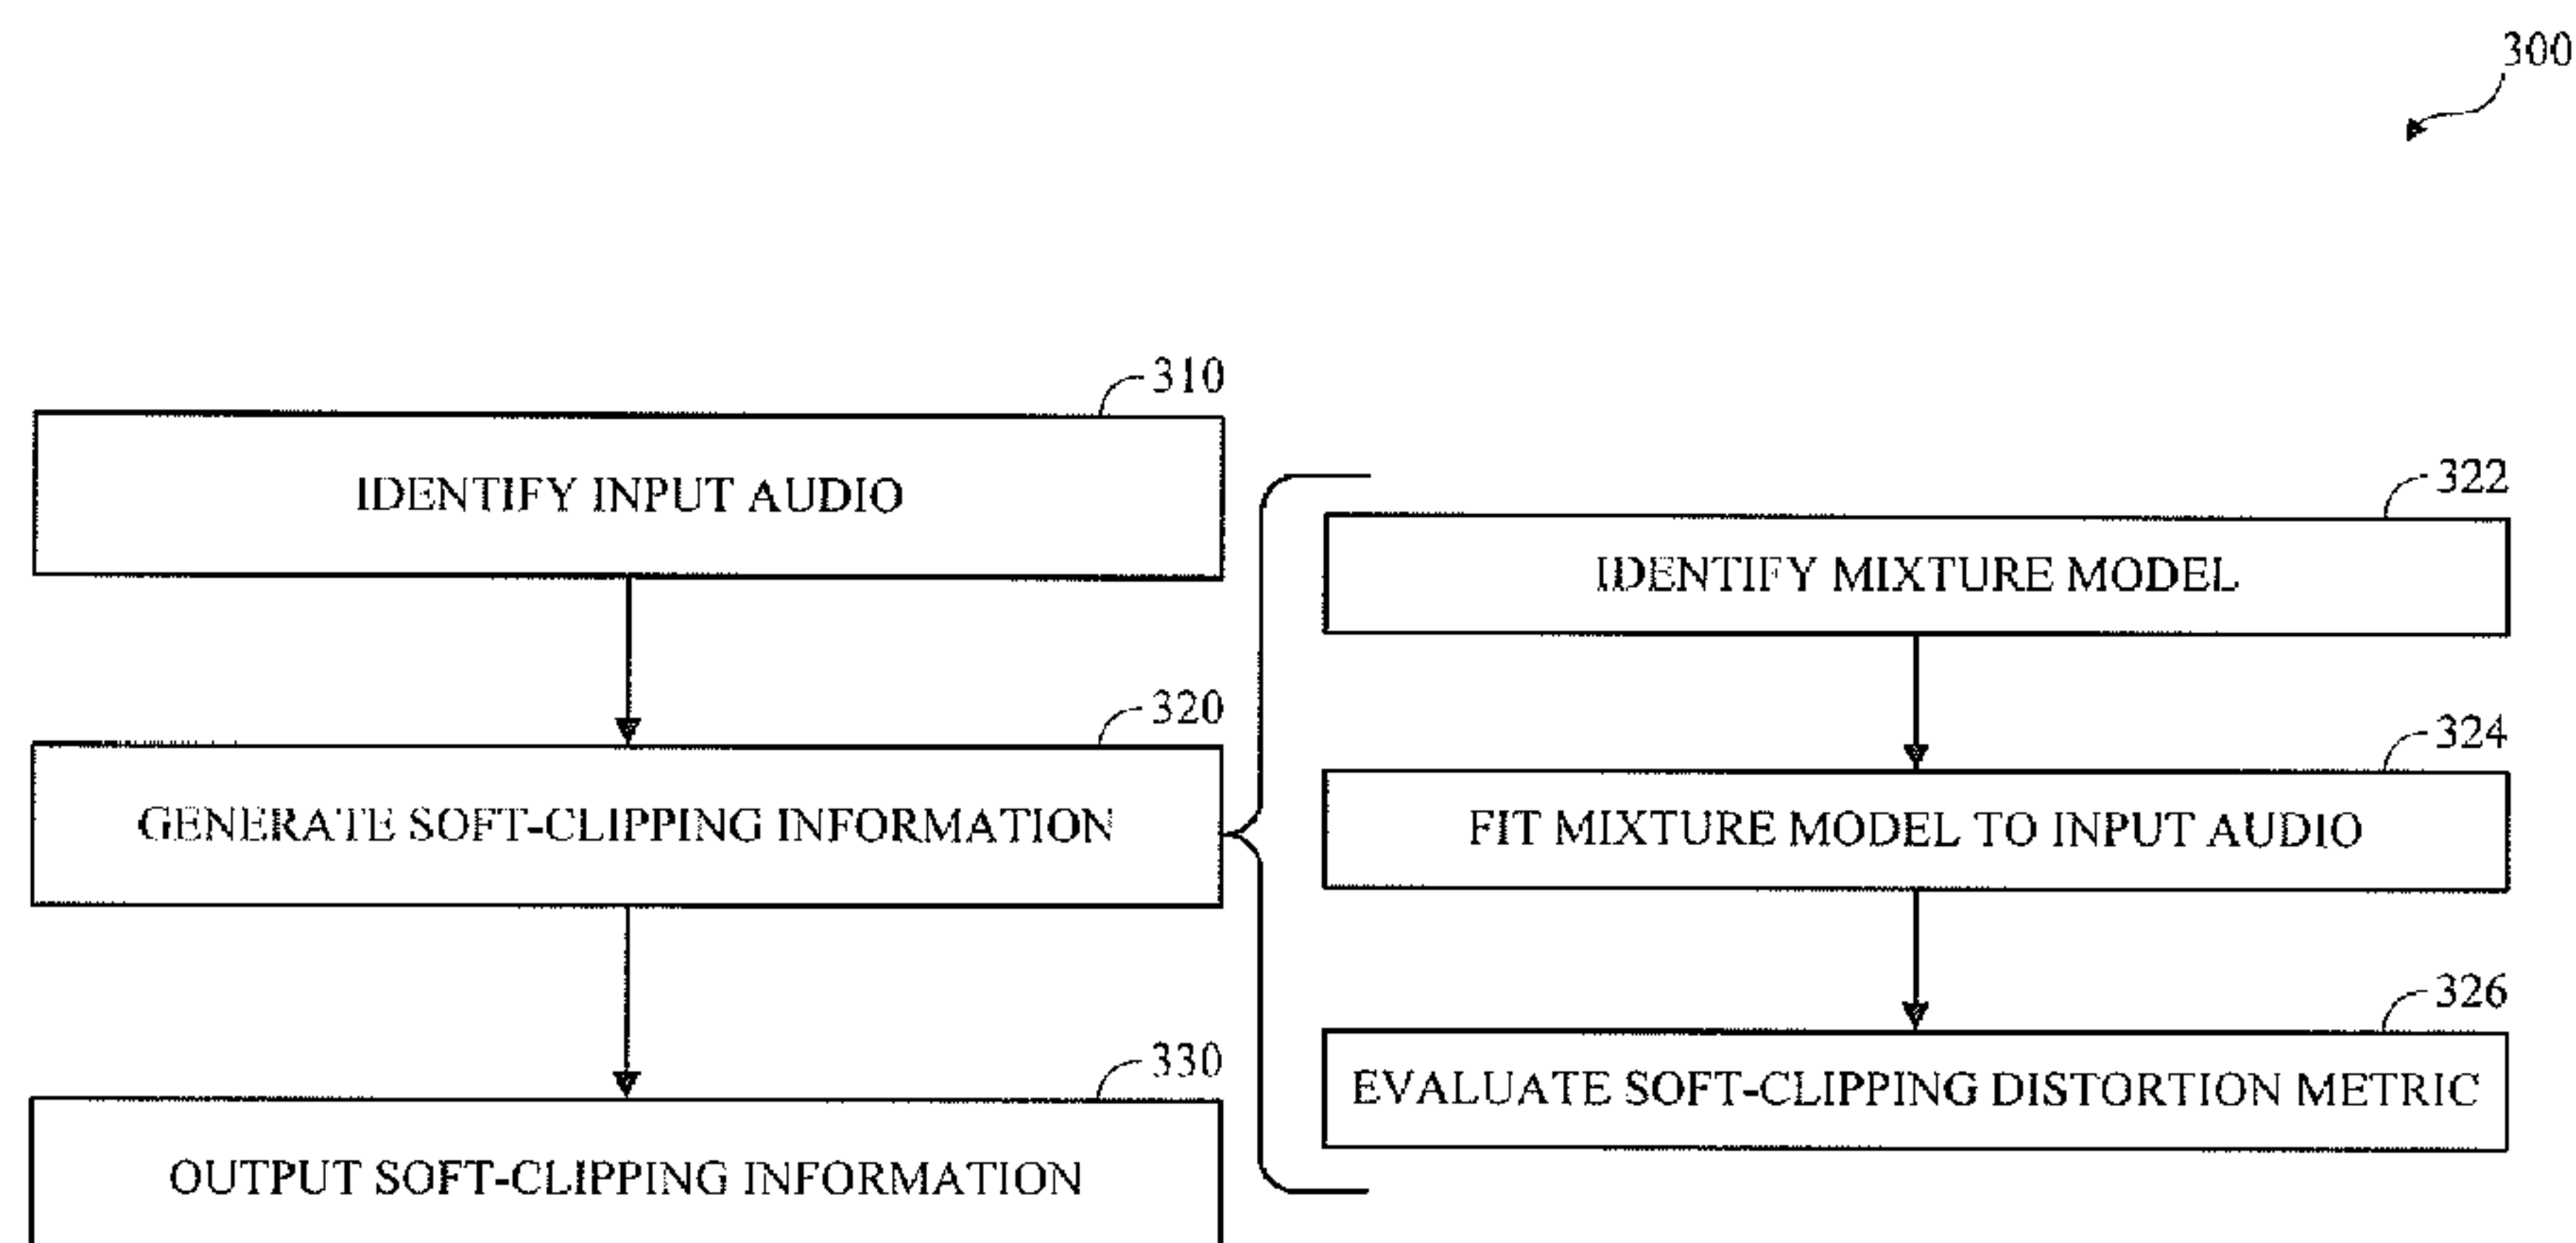 300
310
IDENTIFY INPUT AUDIO
320
GENERATE SOFT-CLIPPING INFORMATION
330
OUTPUT SOFT-CLIPPING INFORMATION
322
IDENTIFY MIXTURE MODEL
324
FIT MIXTURE MODEL TO INPUT AUDIO
326
EVALUATE SOFT-CLIPPING DISTORTION METRIC